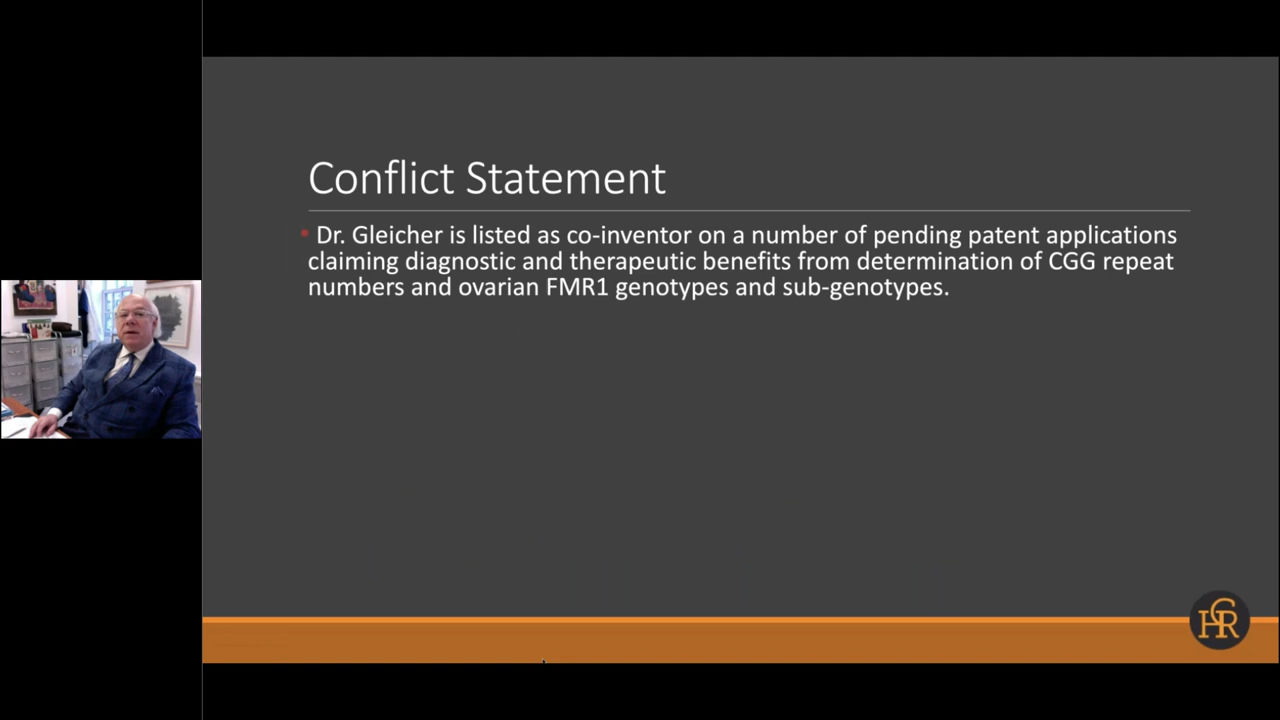 Conflict Statement
Dr. Gleicher is listed as co-inventor on a number of pending patent applications
claiming diagnostic and therapeutic benefits from determination of CGG repeat
numbers and ovarian FMR1 genotypes and sub-genotypes.
CHR